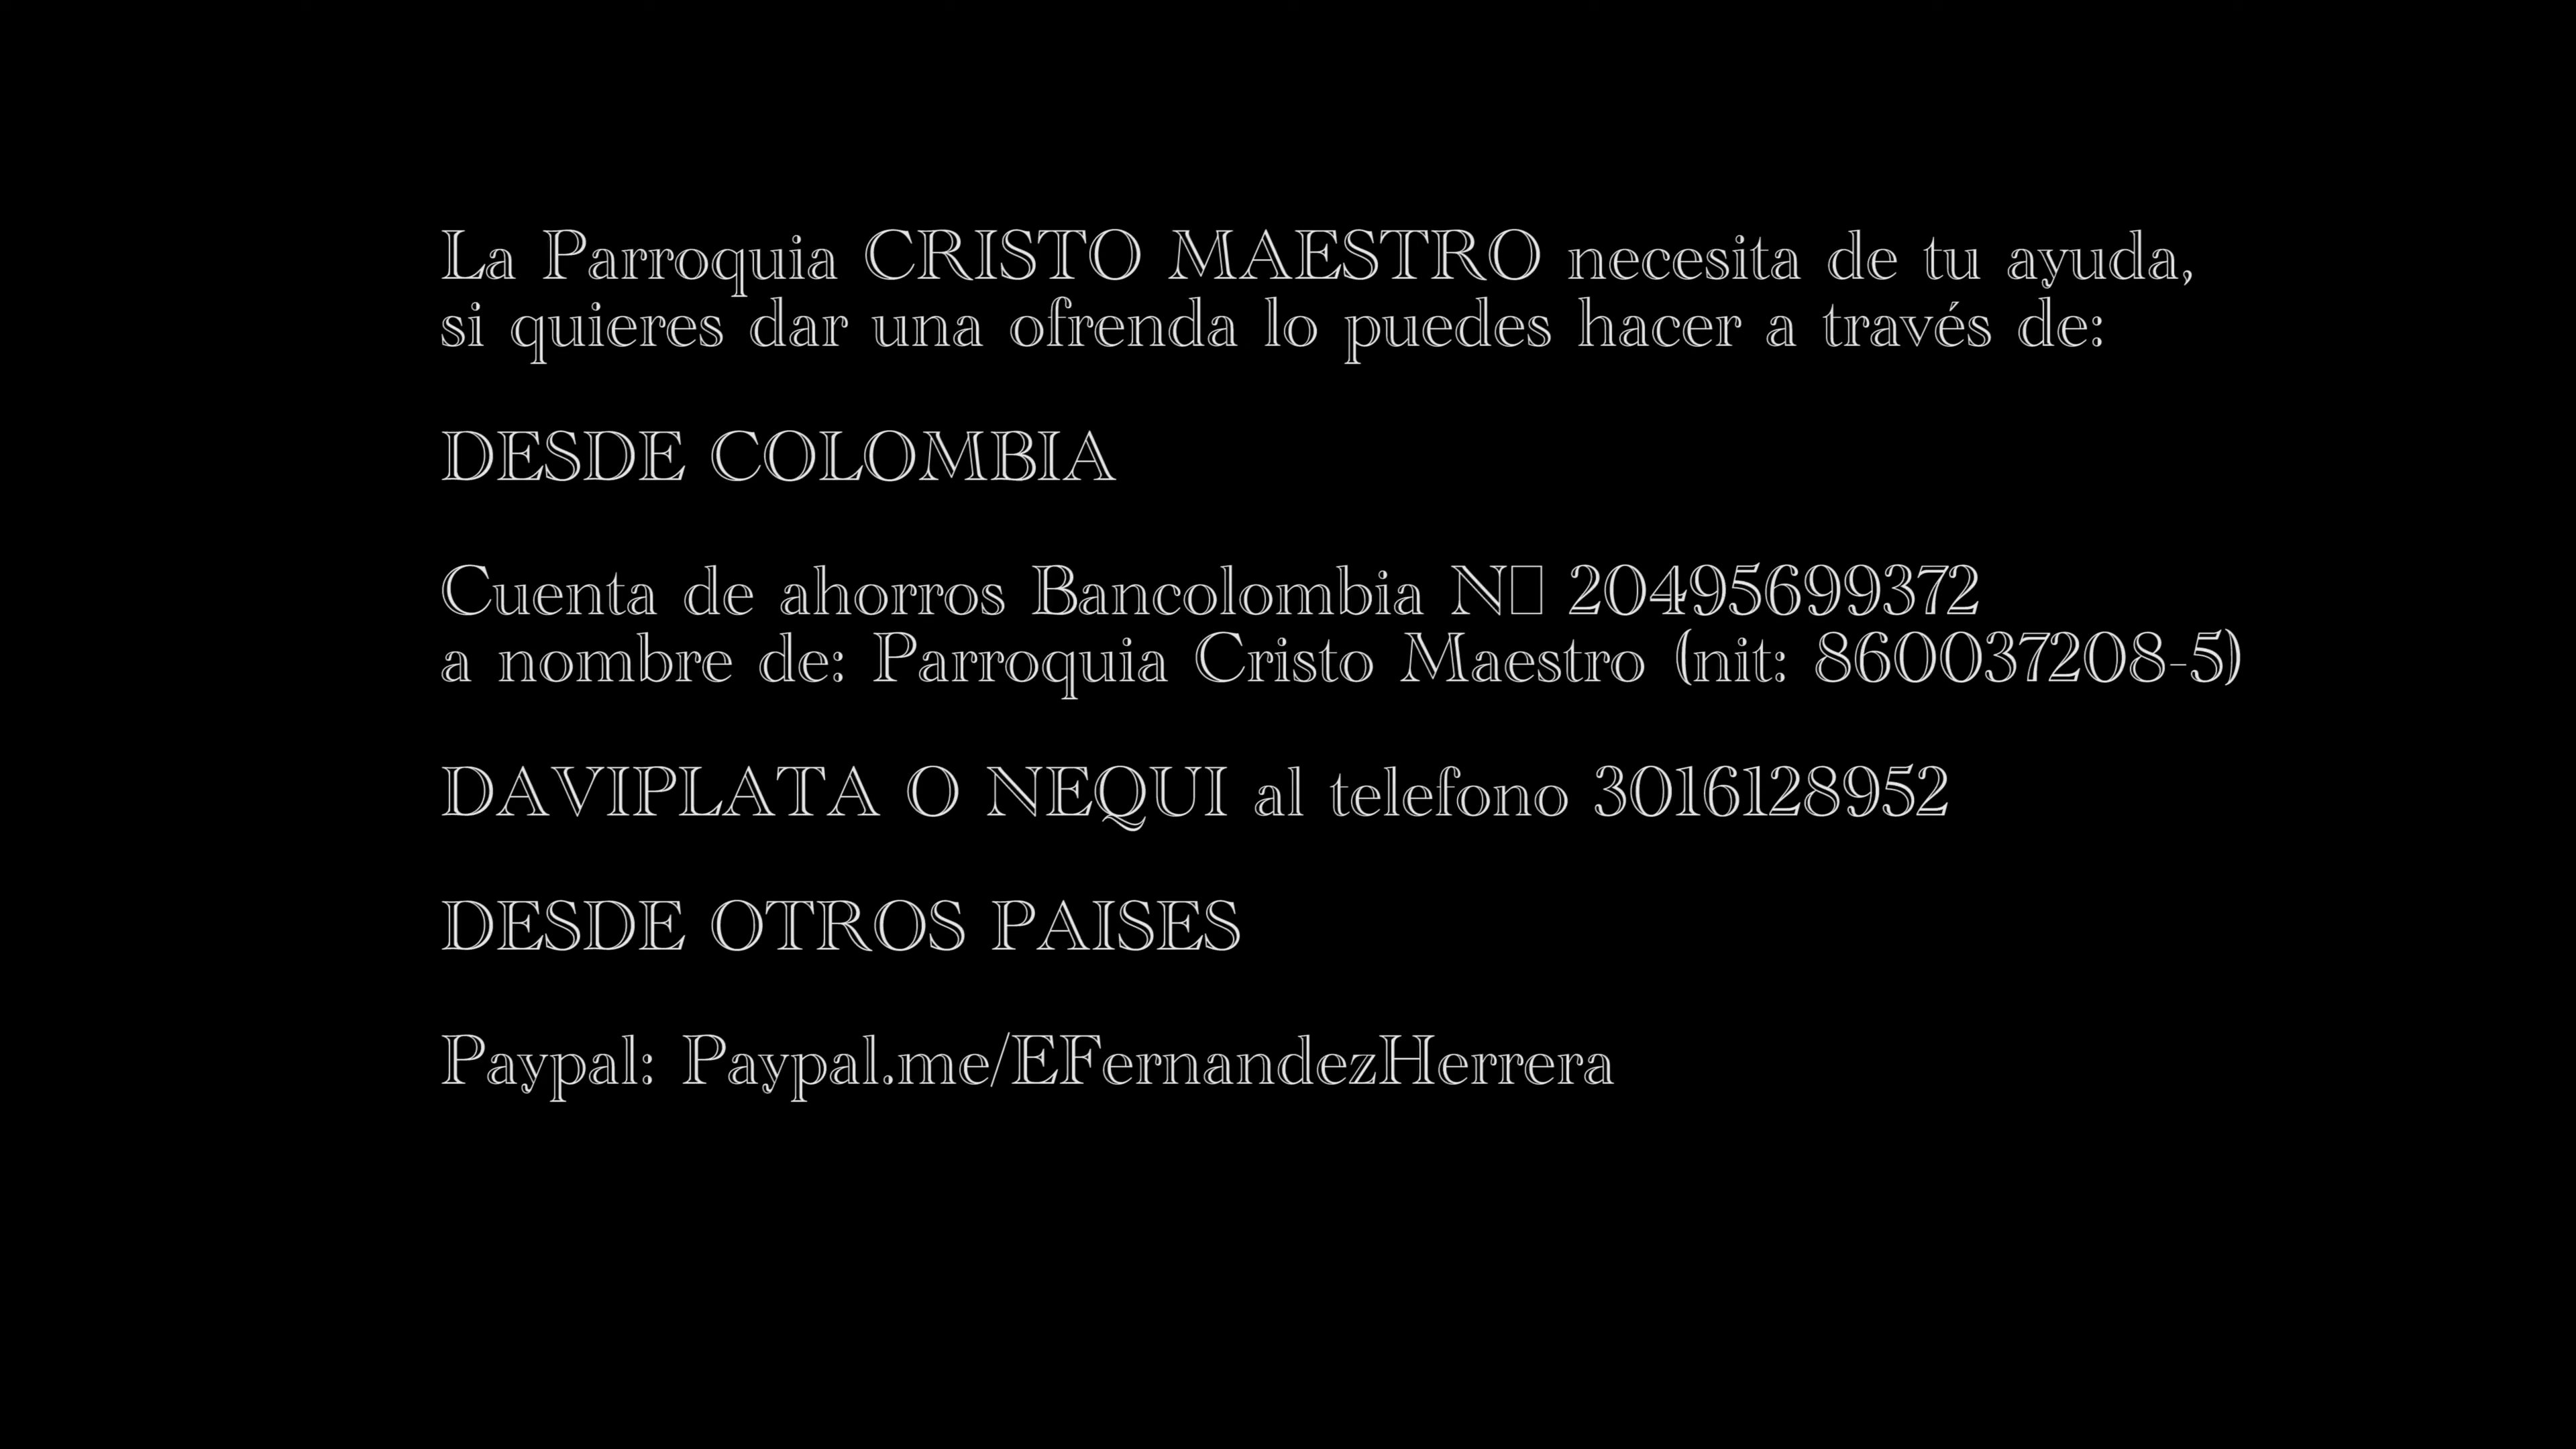 La Parroquia CRISTO MAESTRO necesita de tu ayuda,
si quieres dar una ofrenda lo puedes hacer a través de:
DESDE COLOMBIA
Cuenta de ahorros Bancolombia N□ 20495699372
a nombre de: Parroquia Cristo Maestro (nit: 860037208-5)
DAVIPLATA O NEQUI al telefono 3016128952
DESDE OTROS PAISES
Paypal: Paypal.me/EFernandezHerrera